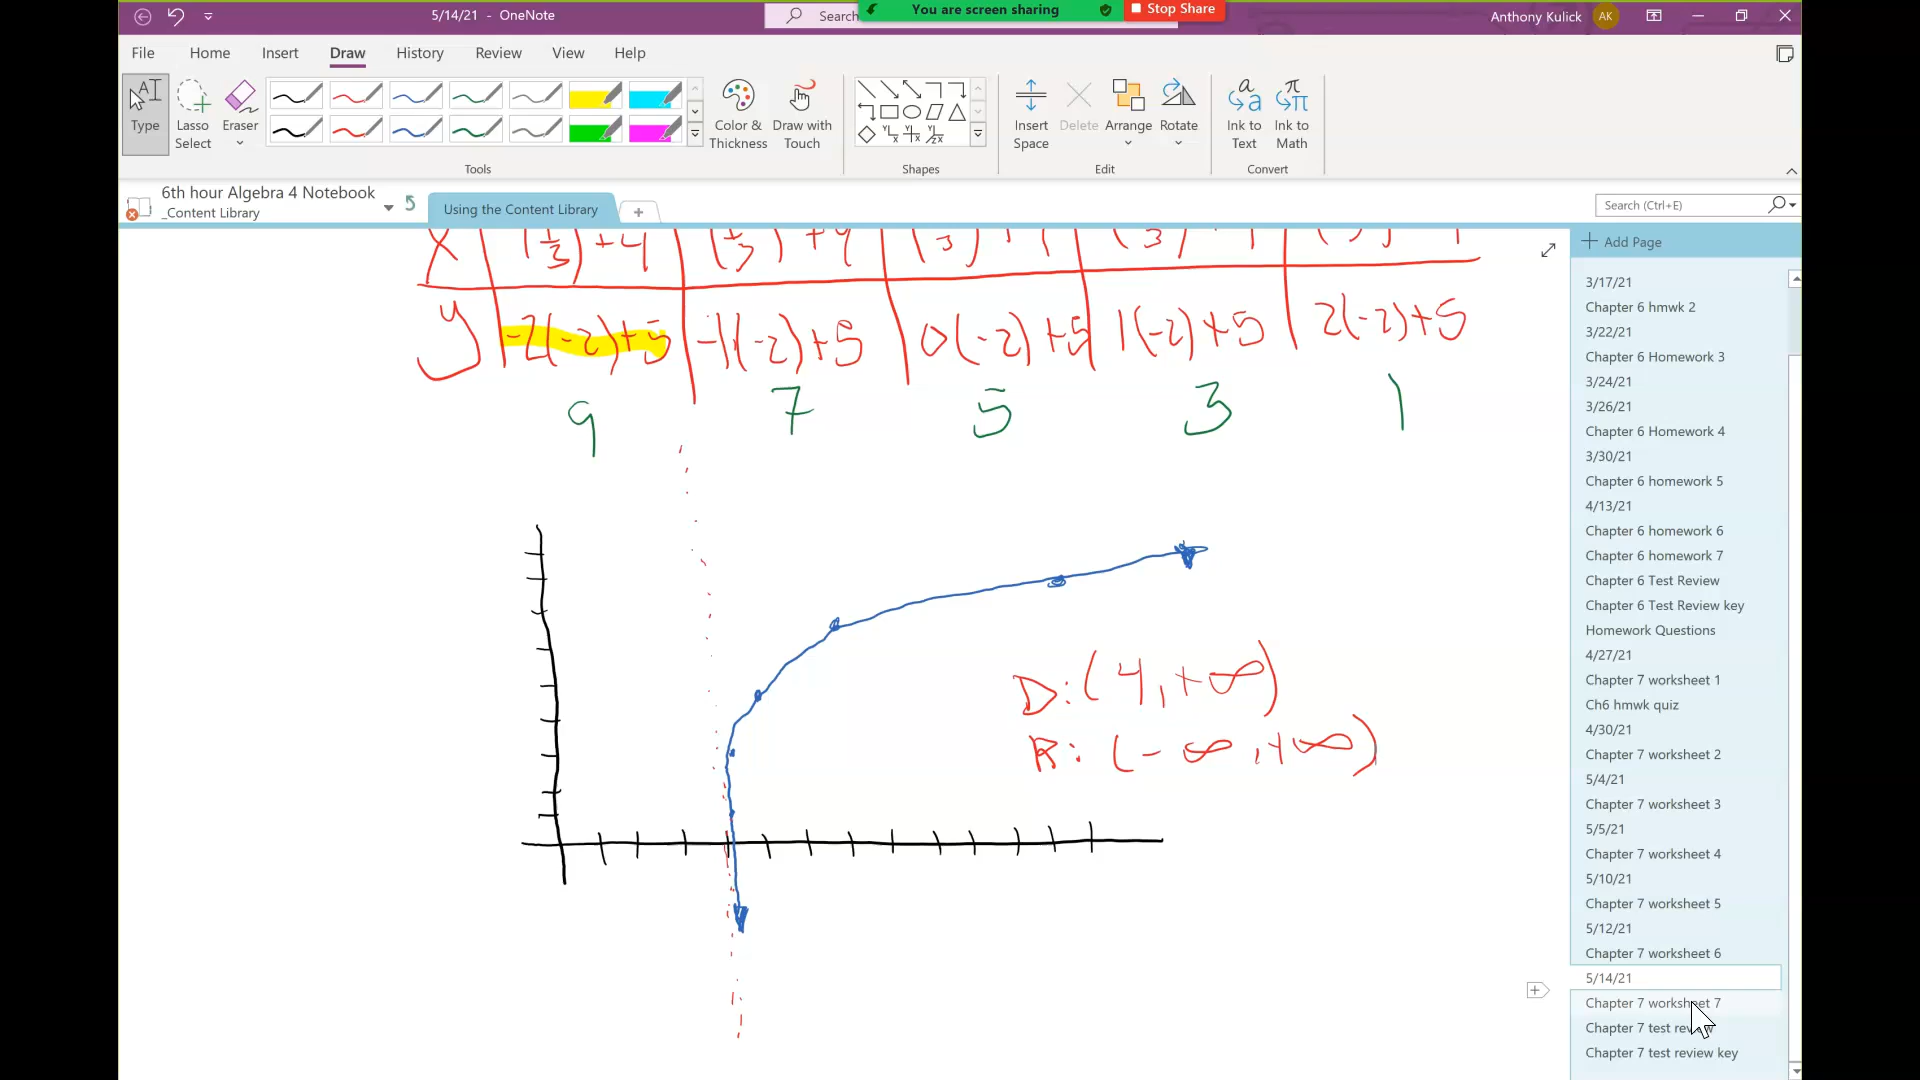 5/14/21 - OneNote
Search
You are screen sharing
Stop Share
Anthony Kulick
AK
File Home Insert Draw History Review View Help
Type
Lasso Select
Eraser
Color & Thickness
Draw with Touch
Insert Space
Delete
Arrange
Rotate
Ink to Text
Ink to Math
Tools
Shapes
Edit
Convert
6th hour Algebra 4 Notebook
_Content Library
Using the Content Library
Search (Ctrl+E)
Add Page
y -2(-2)+5 -1(-2)+5 0(-2)+5 1(-2)+5 2(-2)+5
9 7 5 3 1
D: (4, +∞)
R: (-∞, +∞)
3/17/21
Chapter 6 hmwk 2
3/22/21
Chapter 6 Homework 3
3/24/21
3/26/21
Chapter 6 Homework 4
3/30/21
Chapter 6 homework 5
4/13/21
Chapter 6 homework 6
Chapter 6 homework 7
Chapter 6 Test Review
Chapter 6 Test Review key
Homework Questions
4/27/21
Chapter 7 worksheet 1
Ch6 hmwk quiz
4/30/21
Chapter 7 worksheet 2
5/4/21
Chapter 7 worksheet 3
5/5/21
Chapter 7 worksheet 4
5/10/21
Chapter 7 worksheet 5
5/12/21
Chapter 7 worksheet 6
5/14/21
Chapter 7 worksheet 7
Chapter 7 test review
Chapter 7 test review key